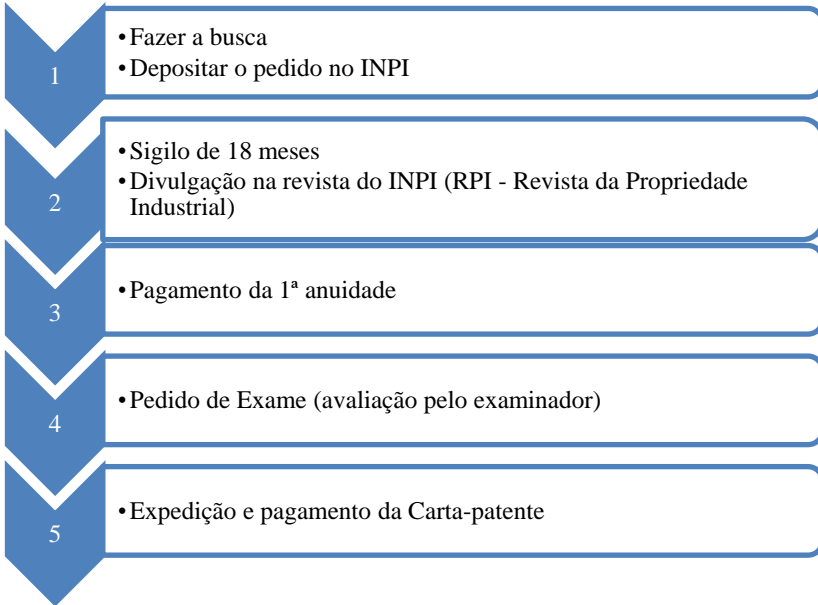 1
•Fazer a busca
•Depositar o pedido no INPI
2
•Sigilo de 18 meses
•Divulgação na revista do INPI (RPI - Revista da Propriedade
Industrial)
3
•Pagamento da 1ª anuidade
4
•Pedido de Exame (avaliação pelo examinador)
5
•Expedição e pagamento da Carta-patente